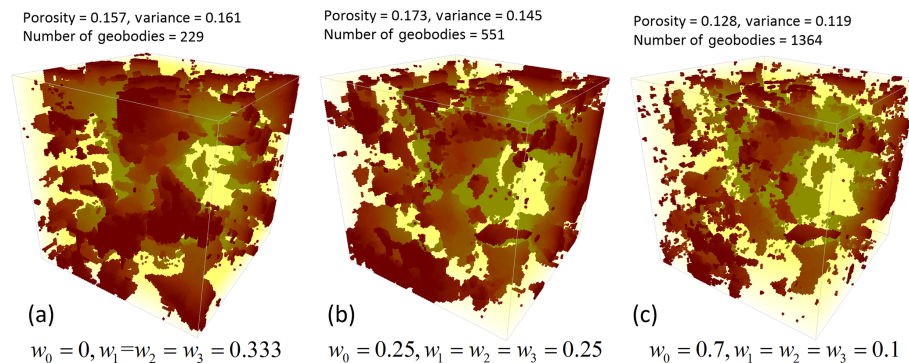 Porosity = 0.157, variance = 0.161
Number of geobodies = 229
Porosity = 0.173, variance = 0.145
Number of geobodies = 551
Porosity = 0.128, variance = 0.119
Number of geobodies = 1364
(a)
(b)
(c)
w₀ = 0, w₁=w₂ = w₃ = 0.333
w₀ = 0.25, w₁ = w₂ = w₃ = 0.25
w₀ = 0.7, w₁ = w₂ = w₃ = 0.1